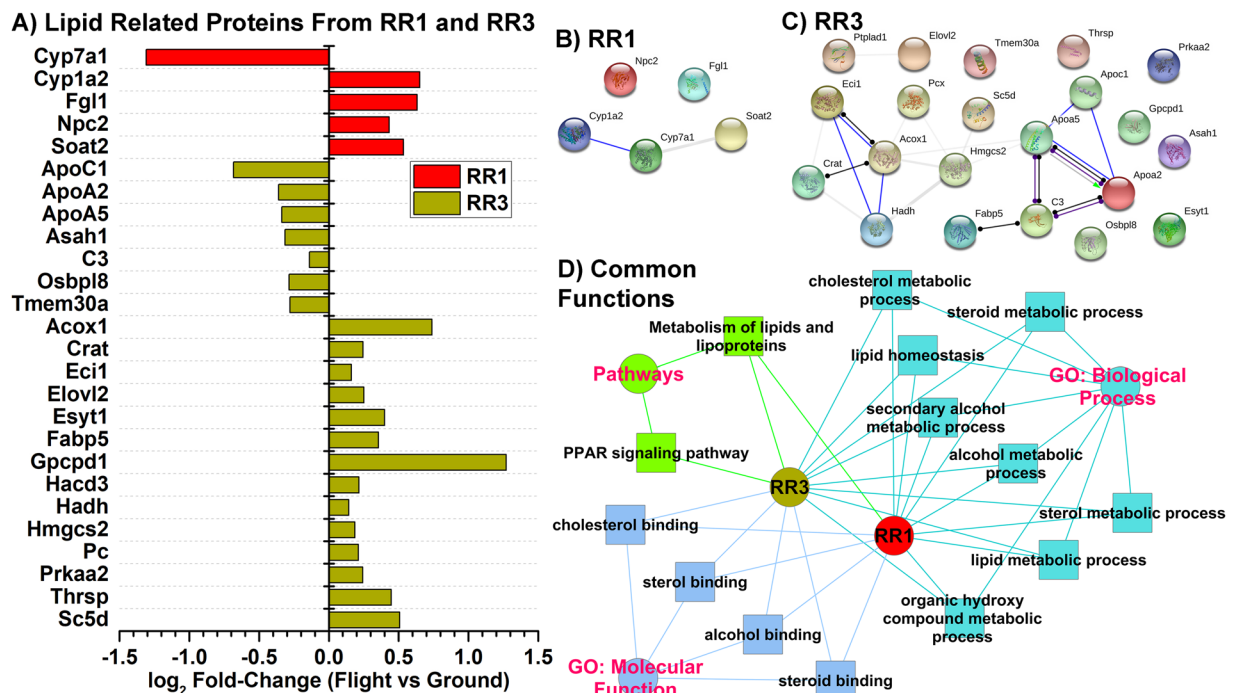 A) Lipid Related Proteins From RR1 and RR3
Cyp7a1
Cyp1a2
Fgl1
Npc2
Soat2
ApoC1
ApoA2
ApoA5
Asah1
C3
Osbpl8
Tmem30a
Acox1
Crat
Eci1
Elovl2
Esyt1
Fabp5
Gpcpd1
Hacd3
Hadh
Hmgcs2
Pc
Prkaa2
Thrsp
Sc5d
RR1
RR3
-1.5 -1.0 -0.5 0.0 0.5 1.0 1.5
log2 Fold-Change (Flight vs Ground)
B) RR1
Npc2
Fgl1
Cyp1a2
Cyp7a1
Soat2
C) RR3
Ptplad1
Elovl2
Tmem30a
Thrsp
Prkaa2
Eci1
Pcx
Sc5d
Apoc1
Gpcpd1
Apoa5
Asah1
Acox1
Hmgcs2
Crat
Apoa2
Hadh
Fabp5
C3
Osbpl8
Esyt1
D) Common
Functions
cholesterol metabolic
process
steroid metabolic process
Metabolism of lipids and
lipoproteins
lipid homeostasis
Pathways
GO: Biological
Process
secondary alcohol
metabolic process
PPAR signaling pathway
alcohol metabolic
process
RR3
sterol metabolic process
cholesterol binding
RR1
lipid metabolic process
sterol binding
organic hydroxy
compound metabolic
process
alcohol binding
GO: Molecular
Function
steroid binding